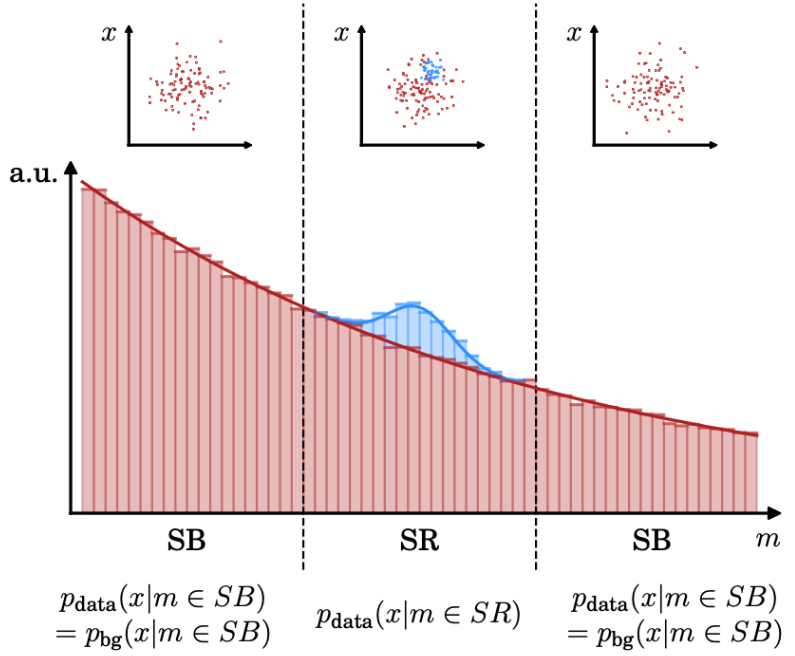 x
x
x
a.u.
SB
SR
SB
m
p_data(x|m ∈ SB)
= p_bg(x|m ∈ SB)
p_data(x|m ∈ SR)
p_data(x|m ∈ SB)
= p_bg(x|m ∈ SB)